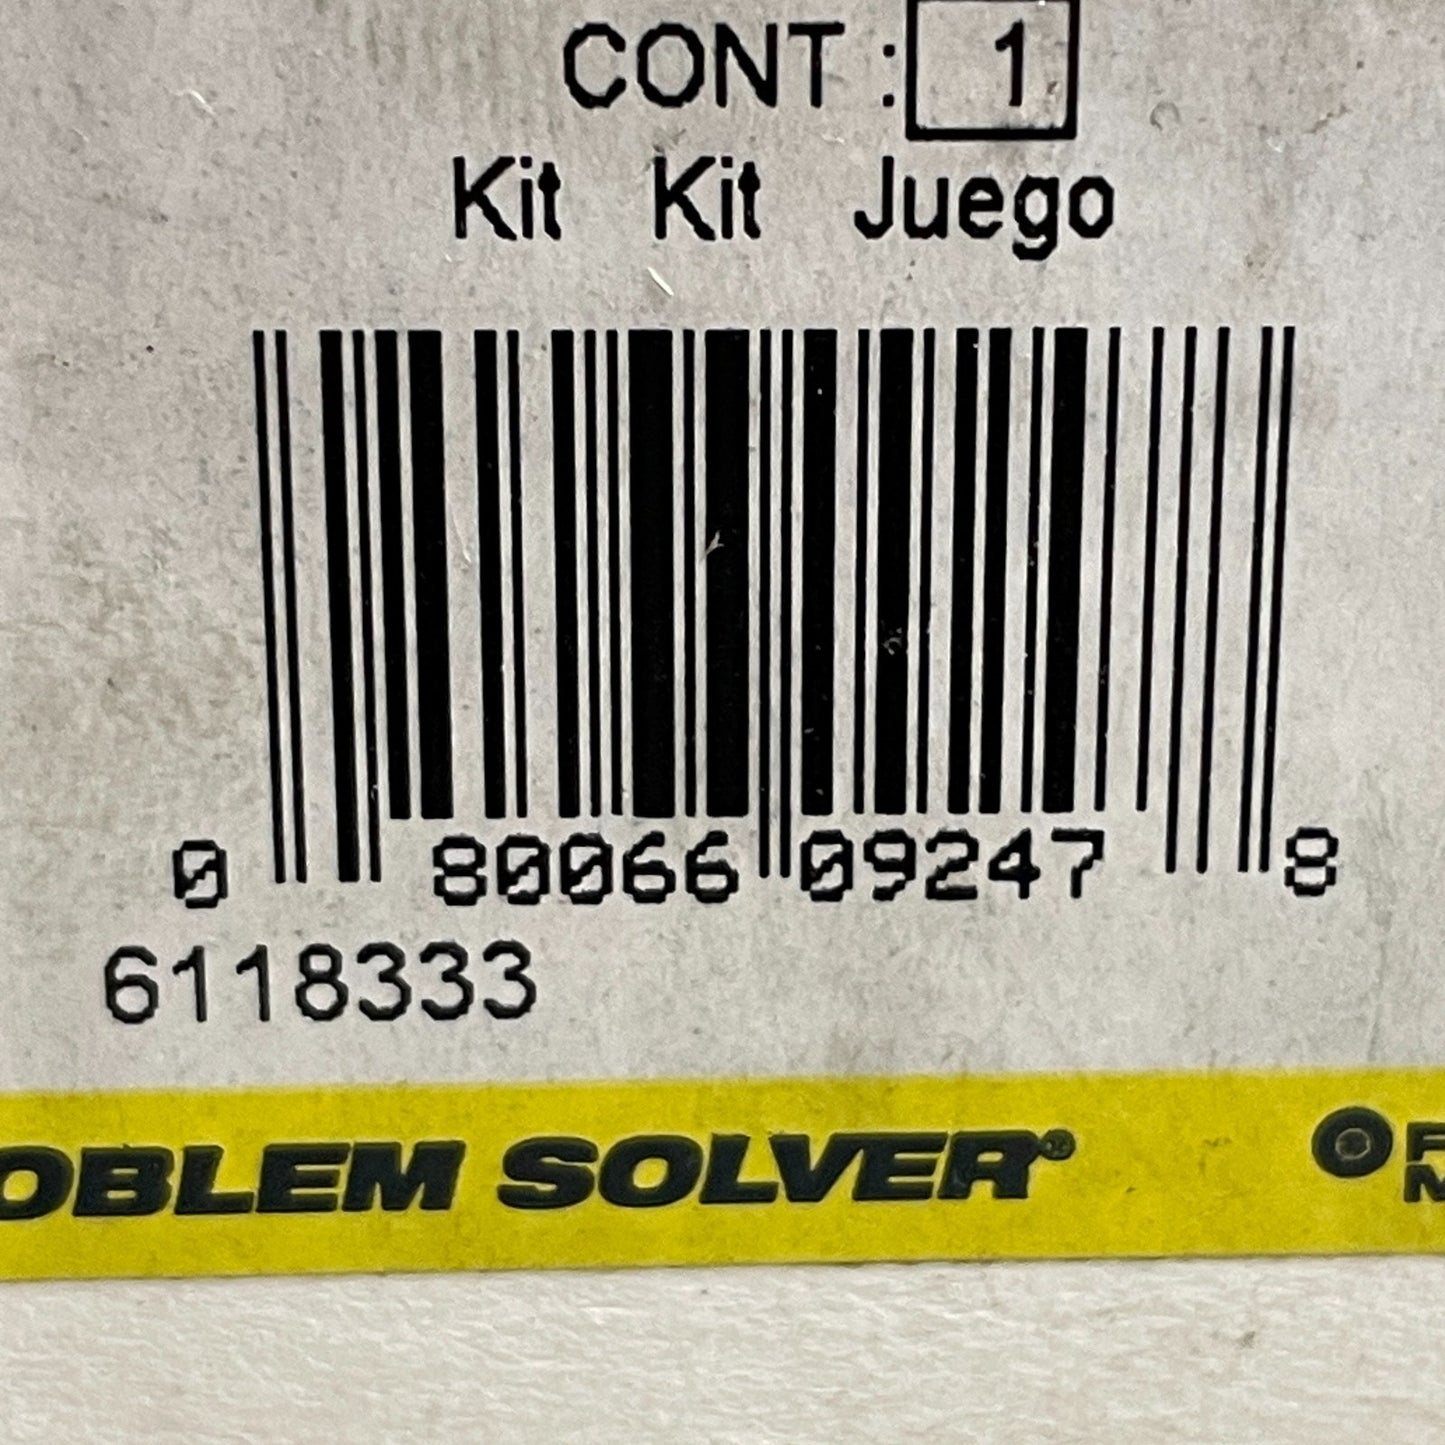 CONT : 1
Kit Kit Juego
0 80066 09247 8
6118333
OBLEM SOLVER®